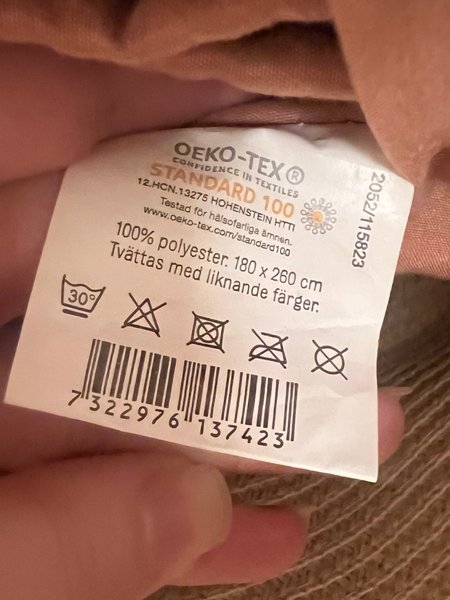 OEKO-TEX®
CONFIDENCE IN TEXTILES
STANDARD 100
12.HCN.13275 HOHENSTEIN HTTI
Testad för hälsofarliga ämnen.
www.oeko-tex.com/standard100
100% polyester. 180 x 260 cm
Tvättas med liknande färger.
30°
7 322976 137423
2052/115823